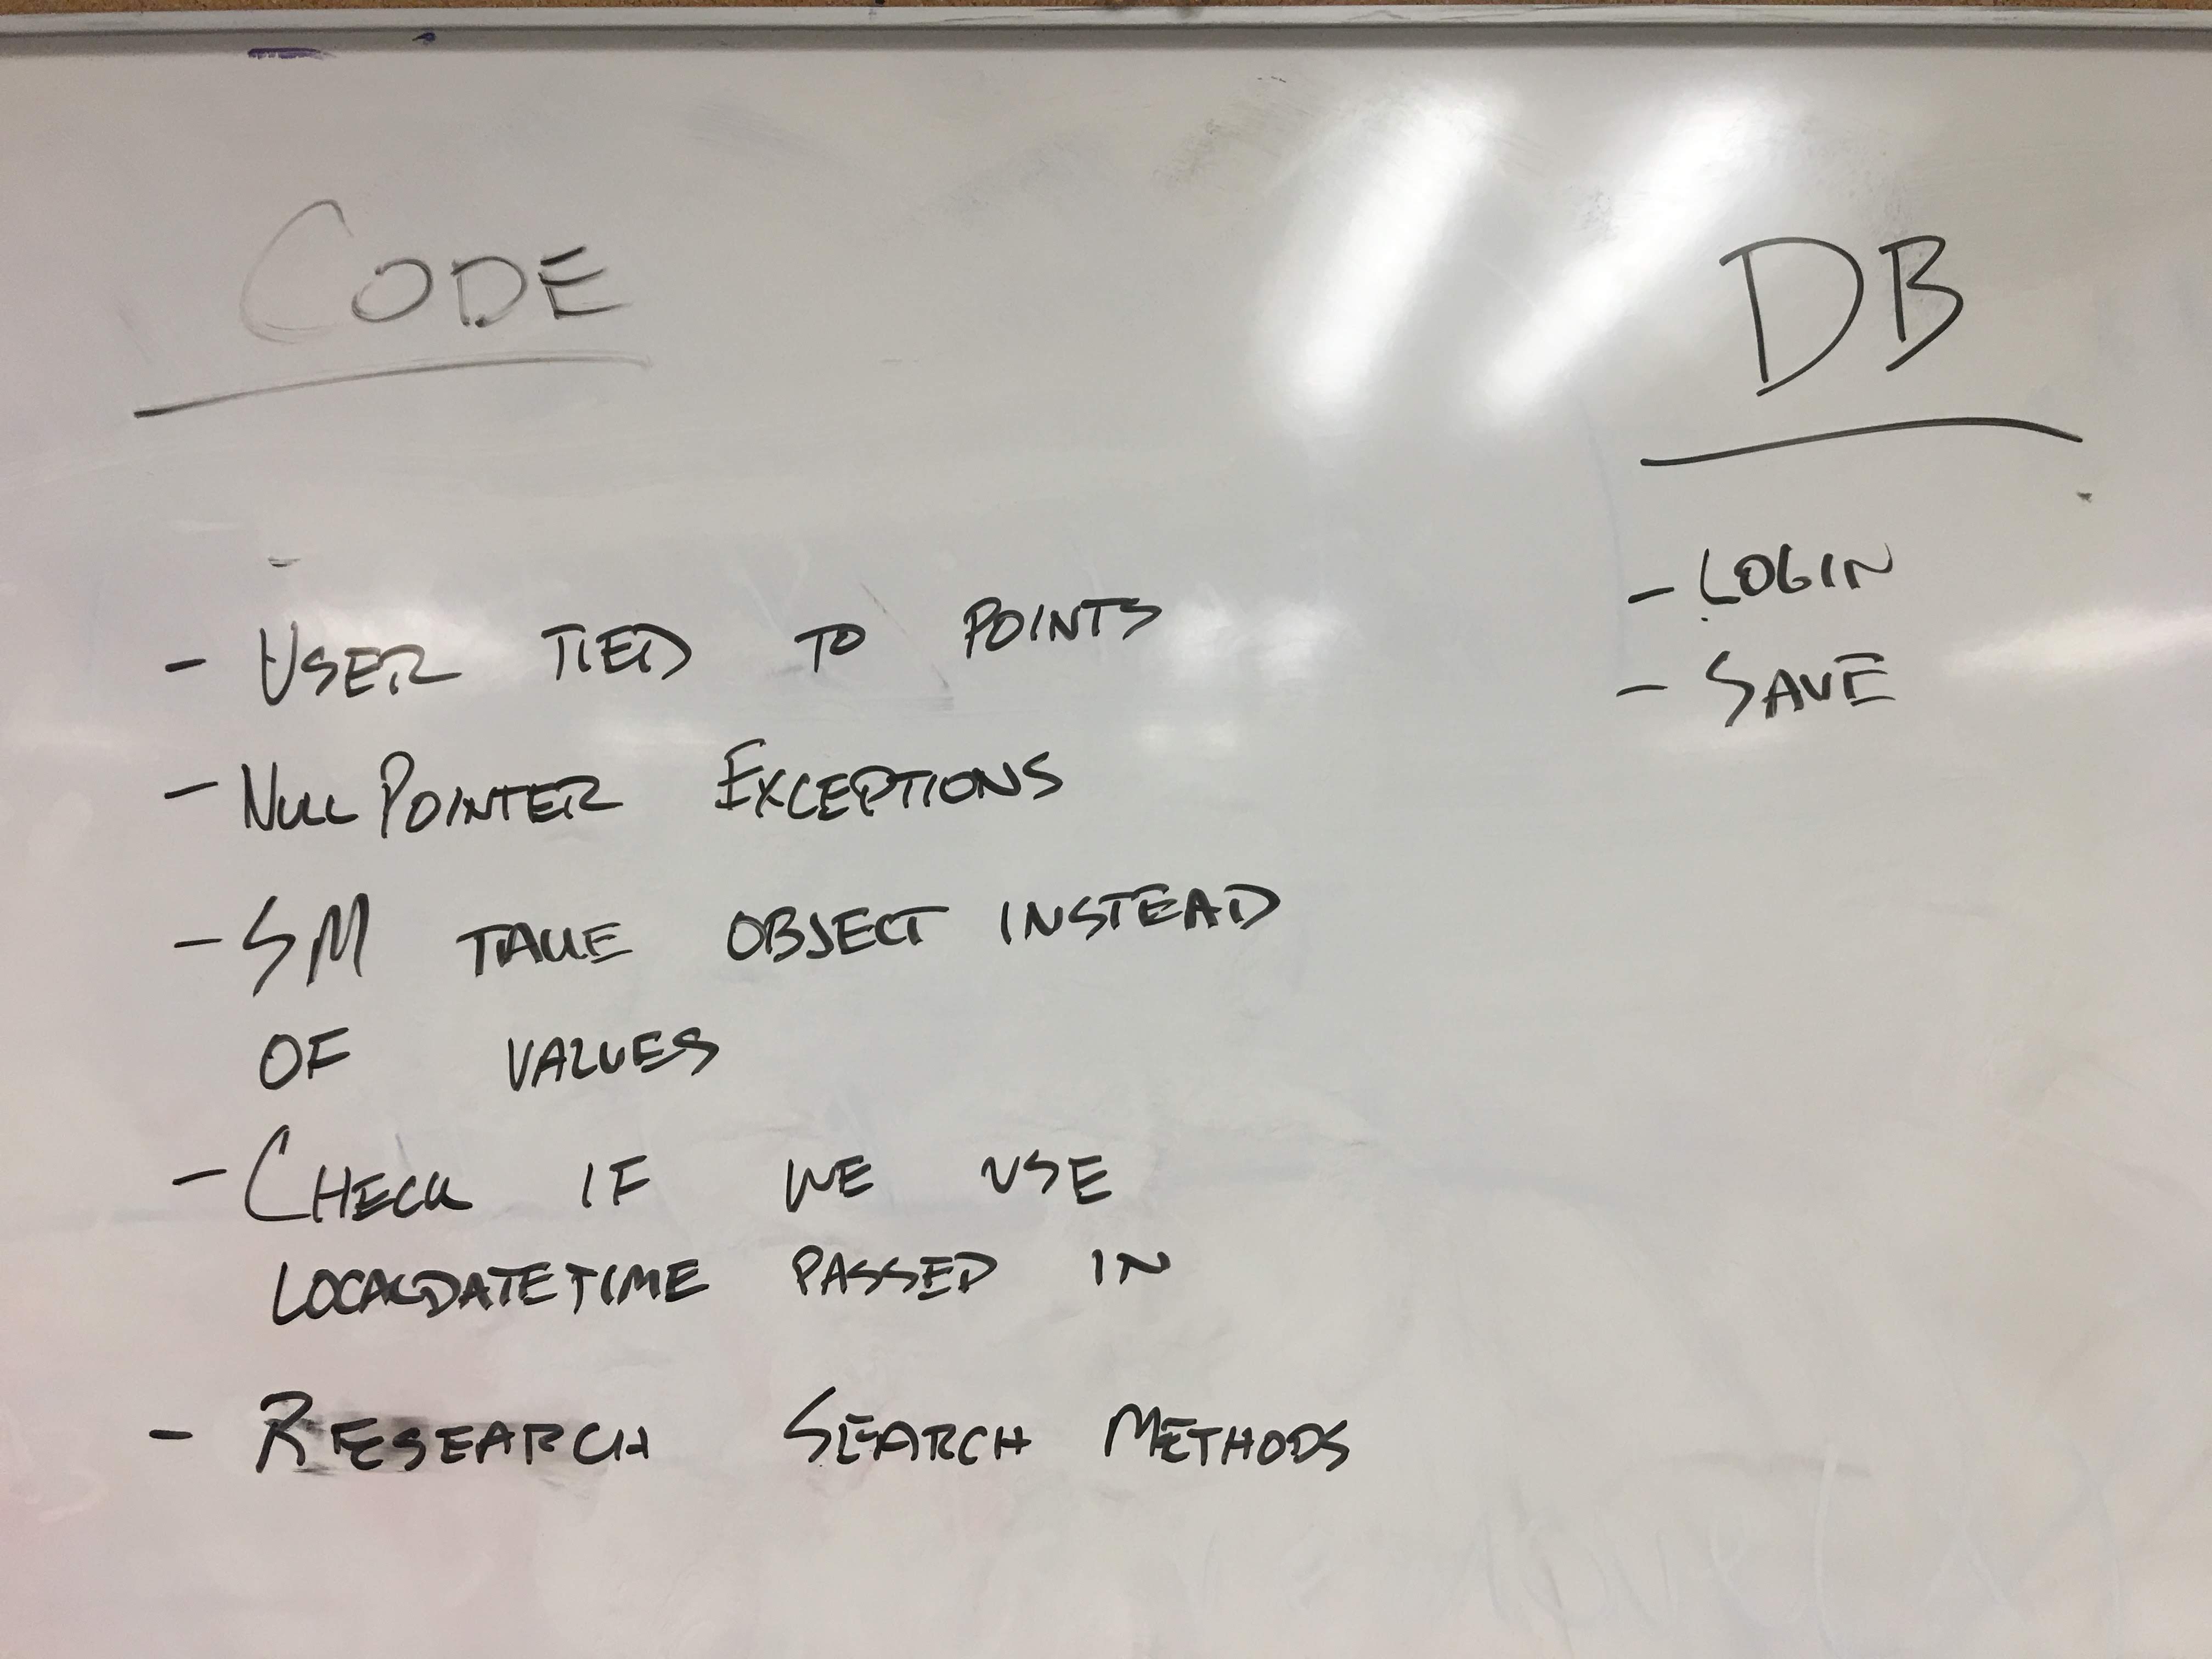 CODE
- USER TIED TO POINTS
- NULL POINTER EXCEPTIONS
- SM TAKE OBJECT INSTEAD
OF VALUES
- CHECK IF WE USE
LOCALDATETIME PASSED IN
- RESEARCH SEARCH METHODS
DB
- LOGIN
- SAVE